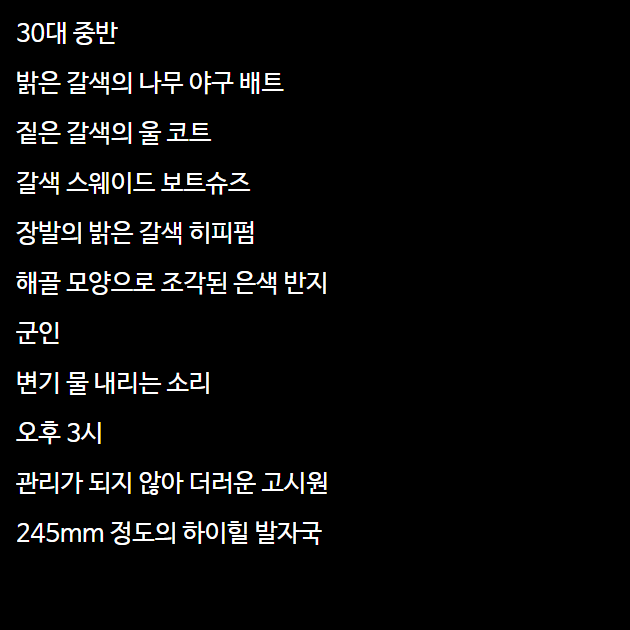 30대 중반
밝은 갈색의 나무 야구 배트
짙은 갈색의 울 코트
갈색 스웨이드 보트슈즈
장발의 밝은 갈색 히피펌
해골 모양으로 조각된 은색 반지
군인
변기 물 내리는 소리
오후 3시
관리가 되지 않아 더러운 고시원
245mm 정도의 하이힐 발자국